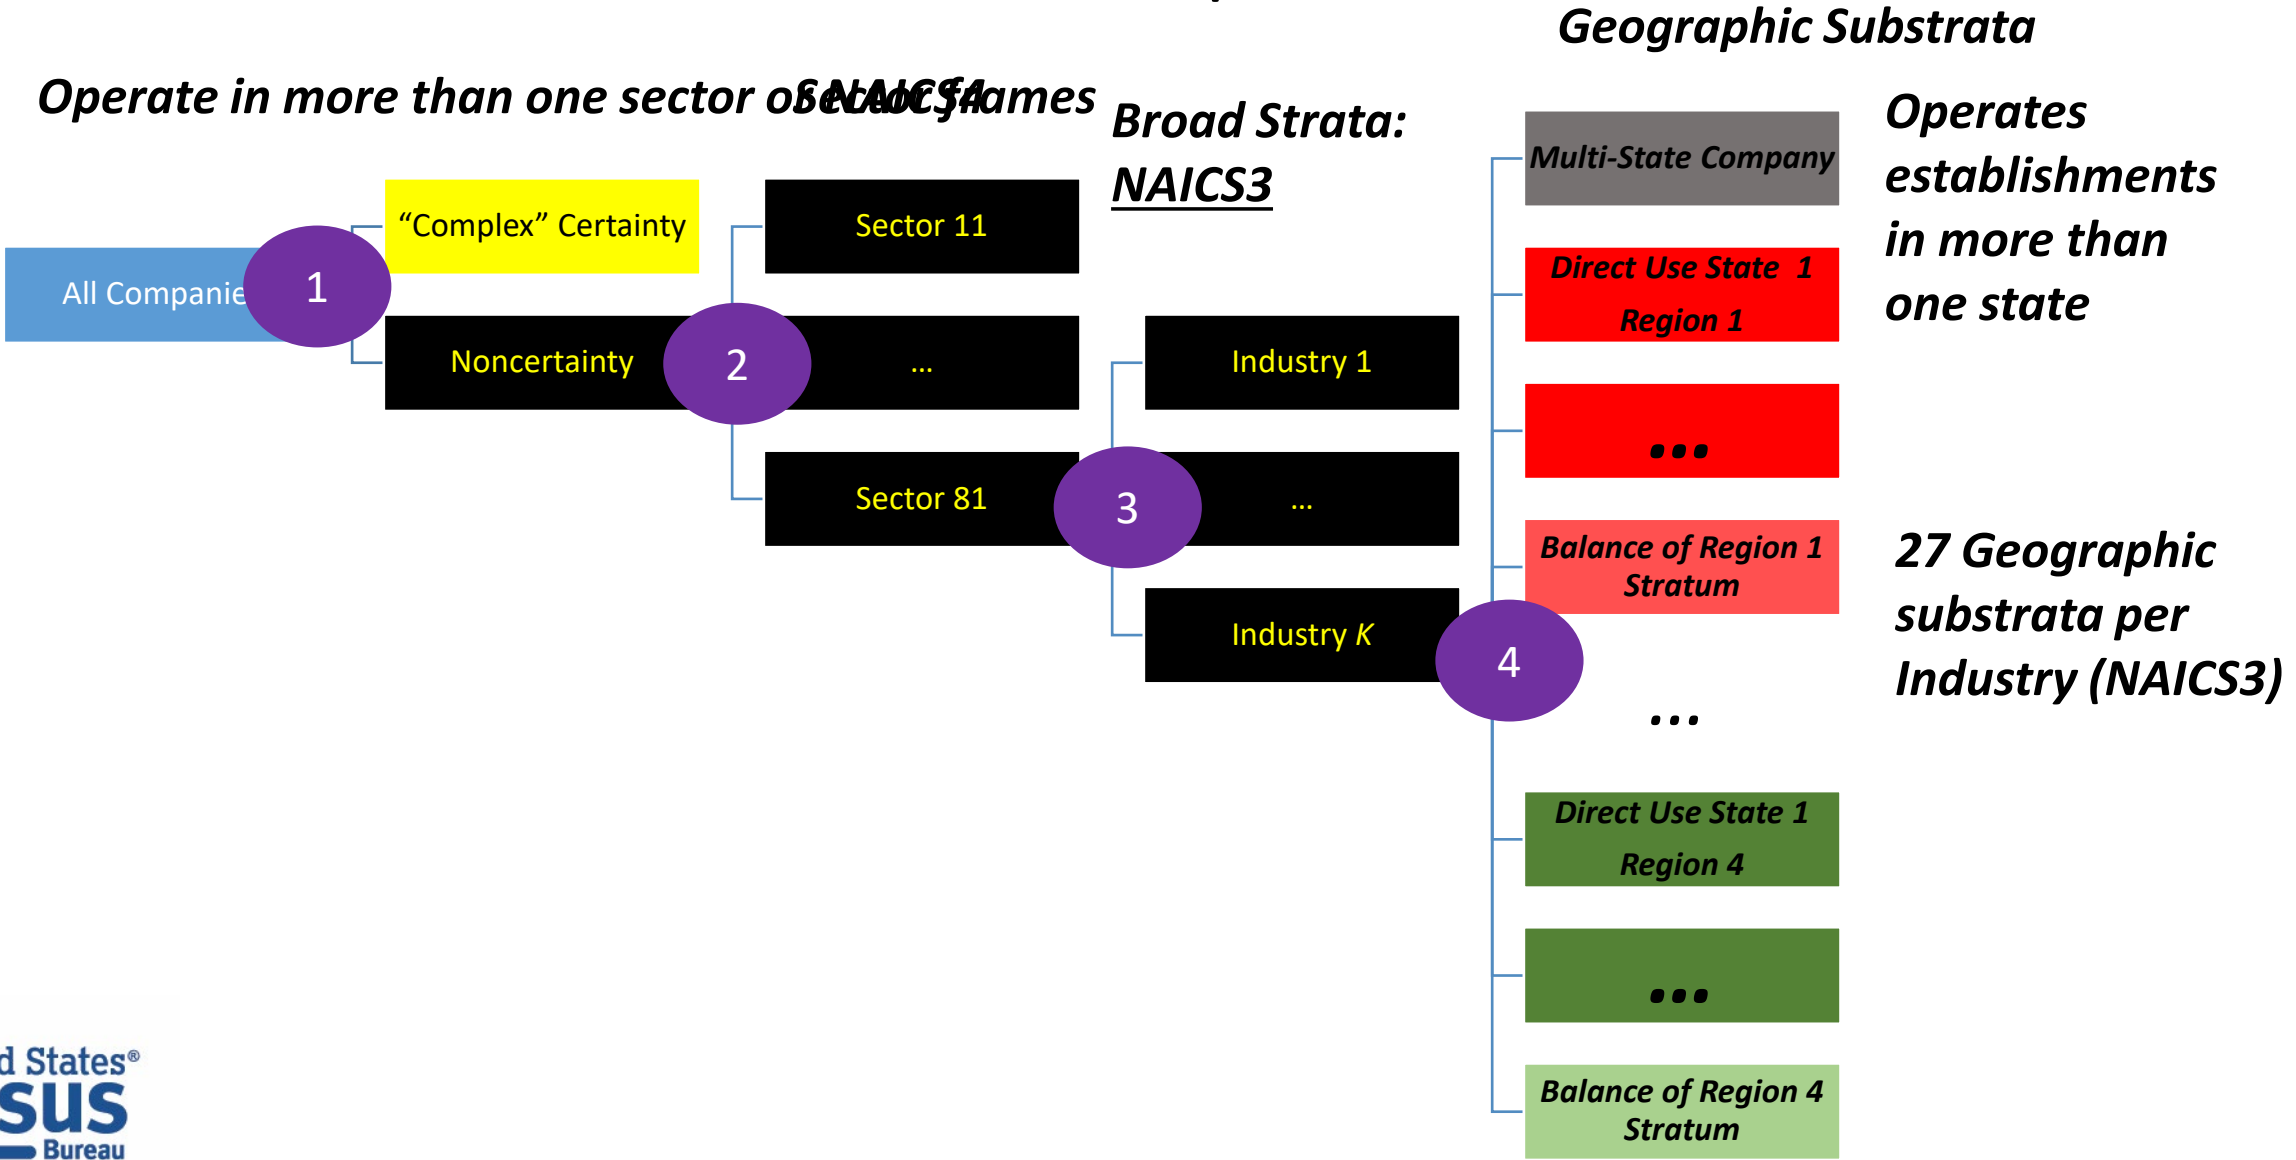 Geographic Substrata
Operate in more than one sector or NAICS4
Sector frames
Broad Strata:
NAICS3
Operates
establishments
in more than
one state
Multi-State Company
"Complex" Certainty
Sector 11
All Companie
1
Direct Use State 1
Region 1
Noncertainty
2
...
Industry 1
...
Sector 81
3
...
Balance of Region 1
Stratum
27 Geographic
substrata per
Industry (NAICS3)
Industry K
4
...
Direct Use State 1
Region 4
...
Balance of Region 4
Stratum
d States®
sus
Bureau